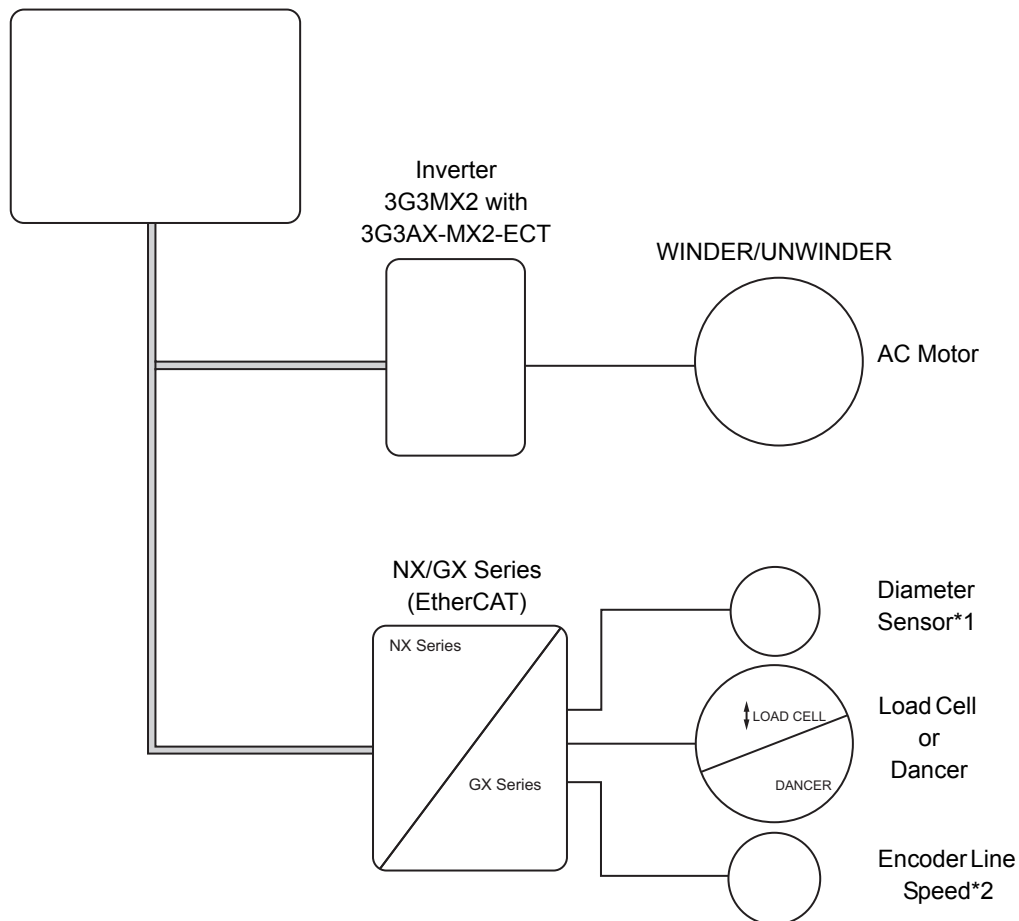 Inverter
3G3MX2 with
3G3AX-MX2-ECT
WINDER/UNWINDER
AC Motor
NX/GX Series
(EtherCAT)
NX Series
GX Series
Diameter
Sensor*1
LOAD CELL
DANCER
Load Cell
or
Dancer
Encoder Line
Speed*2